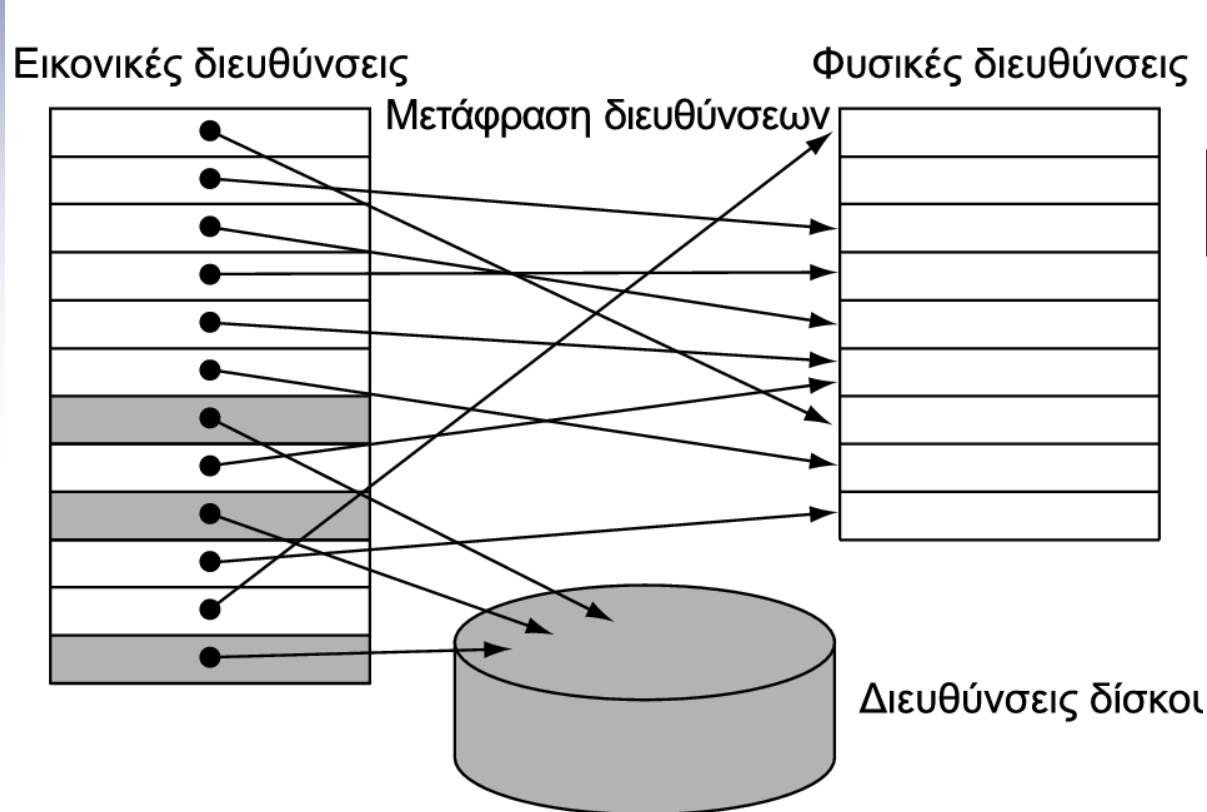 Εικονικές διευθύνσεις
Φυσικές διευθύνσεις
Μετάφραση διευθύνσεων
Διευθύνσεις δίσκου